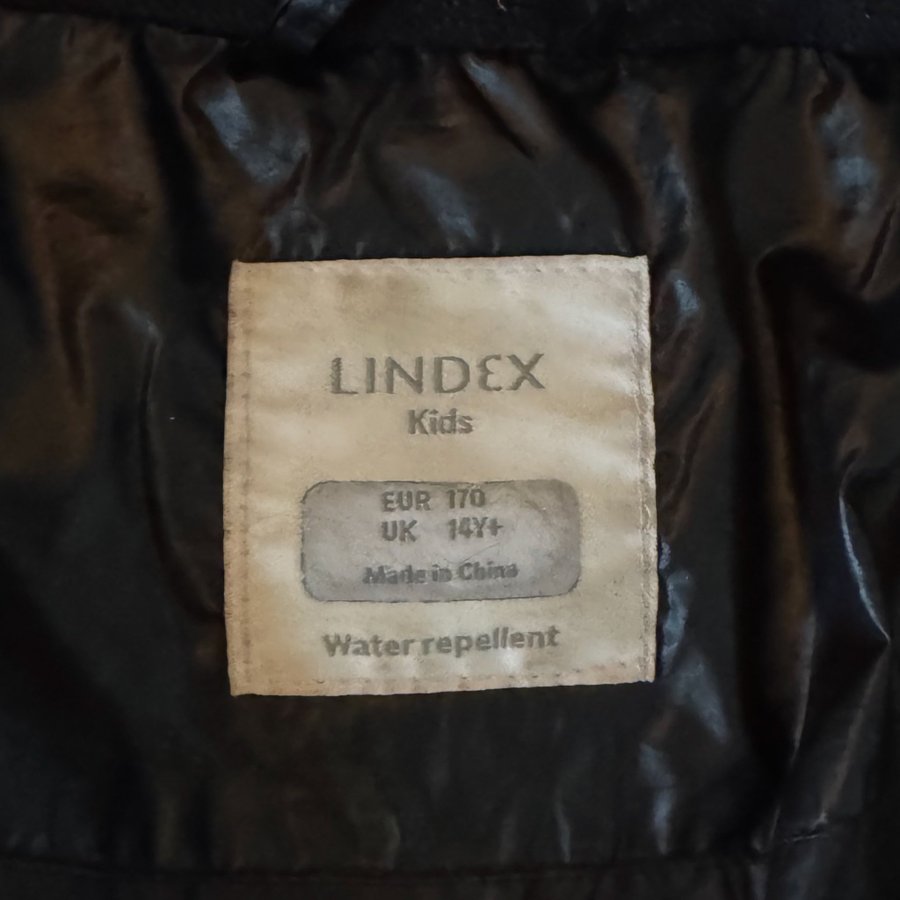 LINDEX
Kids
EUR 170
UK 14Y+
Made in China
Water repellent